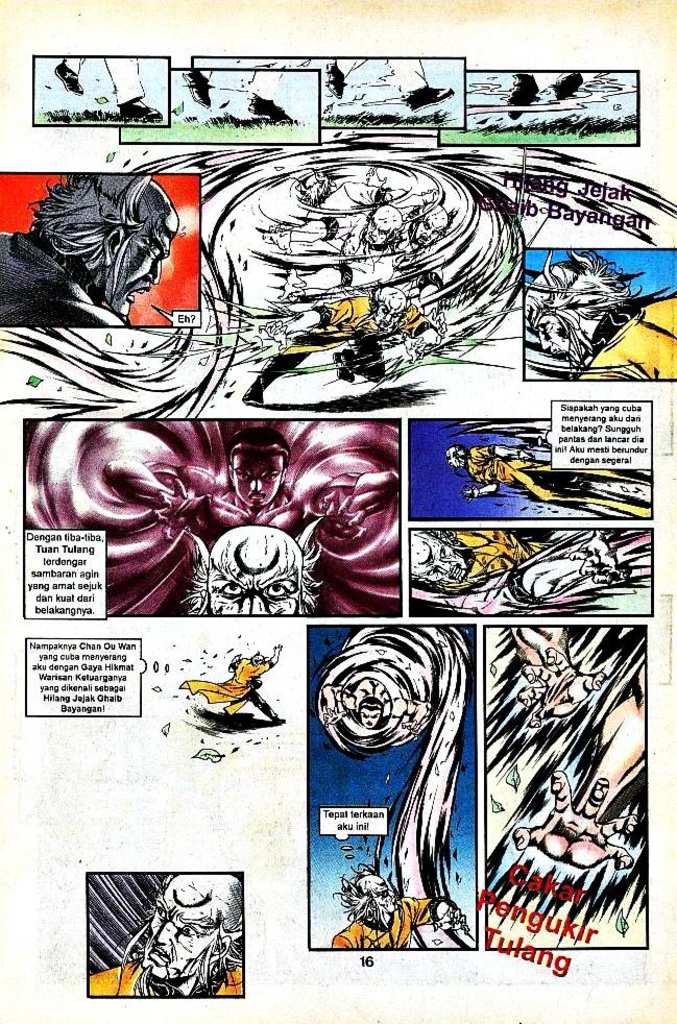 Hilang Jejak
Ghaib Bayangan
Eh?
Siapakah yang cuba
menyerang aku dari
belakang? Sungguh
pantas dan lancar dia
ini! Aku mesti berundur
dengan segera!
Dengan tiba-tiba,
Tuan Tulang
terdengar
sambaran agin
yang amat sejuk
dan kuat dari
belakangnya.
Nampaknya Chan Ou Wan
yang cuba menyerang
aku dengan Gaya Hikmat
Warisan Keluarganya
yang dikenali sebagai
Hilang Jejak Ghaib
Bayangan!
Tepat terkaan
aku ini!
Cakar
Pengukir
Tulang
16